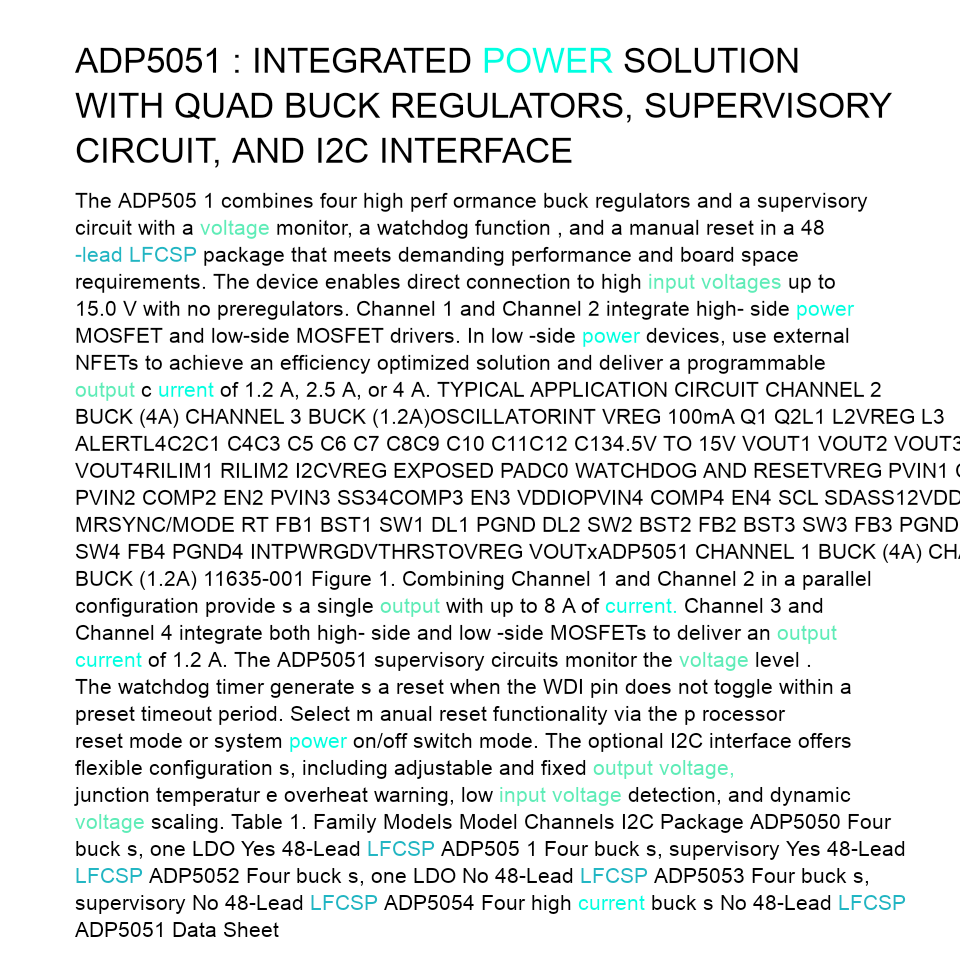 ADP5051 : INTEGRATED POWER SOLUTION
WITH QUAD BUCK REGULATORS, SUPERVISORY
CIRCUIT, AND I2C INTERFACE
The ADP505 1 combines four high perf ormance buck regulators and a supervisory
circuit with a voltage monitor, a watchdog function , and a manual reset in a 48
-lead LFCSP package that meets demanding performance and board space
requirements. The device enables direct connection to high input voltages up to
15.0 V with no preregulators. Channel 1 and Channel 2 integrate high- side power
MOSFET and low-side MOSFET drivers. In low -side power devices, use external
NFETs to achieve an efficiency optimized solution and deliver a programmable
output c urrent of 1.2 A, 2.5 A, or 4 A. TYPICAL APPLICATION CIRCUIT CHANNEL 2
BUCK (4A) CHANNEL 3 BUCK (1.2A)OSCILLATORINT VREG 100mA Q1 Q2L1 L2VREG L3
ALERTL4C2C1 C4C3 C5 C6 C7 C8C9 C10 C11C12 C134.5V TO 15V VOUT1 VOUT2 VOUT3
VOUT4RILIM1 RILIM2 I2CVREG EXPOSED PADC0 WATCHDOG AND RESETVREG PVIN1
PVIN2 COMP2 EN2 PVIN3 SS34COMP3 EN3 VDDIOPVIN4 COMP4 EN4 SCL SDASS12VDD
MRSYNC/MODE RT FB1 BST1 SW1 DL1 PGND DL2 SW2 BST2 FB2 BST3 SW3 FB3 PGND
SW4 FB4 PGND4 INTPWRGDVTHRSTOVREG VOUTxADP5051 CHANNEL 1 BUCK (4A)
BUCK (1.2A) 11635-001 Figure 1. Combining Channel 1 and Channel 2 in a parallel
configuration provide s a single output with up to 8 A of current. Channel 3 and
Channel 4 integrate both high- side and low -side MOSFETs to deliver an output
current of 1.2 A. The ADP5051 supervisory circuits monitor the voltage level .
The watchdog timer generate s a reset when the WDI pin does not toggle within a
preset timeout period. Select m anual reset functionality via the p rocessor
reset mode or system power on/off switch mode. The optional I2C interface offers
flexible configuration s, including adjustable and fixed output voltage,
junction temperatur e overheat warning, low input voltage detection, and dynamic
voltage scaling. Table 1. Family Models Model Channels I2C Package ADP5050 Four
buck s, one LDO Yes 48-Lead LFCSP ADP505 1 Four buck s, supervisory Yes 48-Lead
LFCSP ADP5052 Four buck s, one LDO No 48-Lead LFCSP ADP5053 Four buck s,
supervisory No 48-Lead LFCSP ADP5054 Four high current buck s No 48-Lead LFCSP
ADP5051 Data Sheet